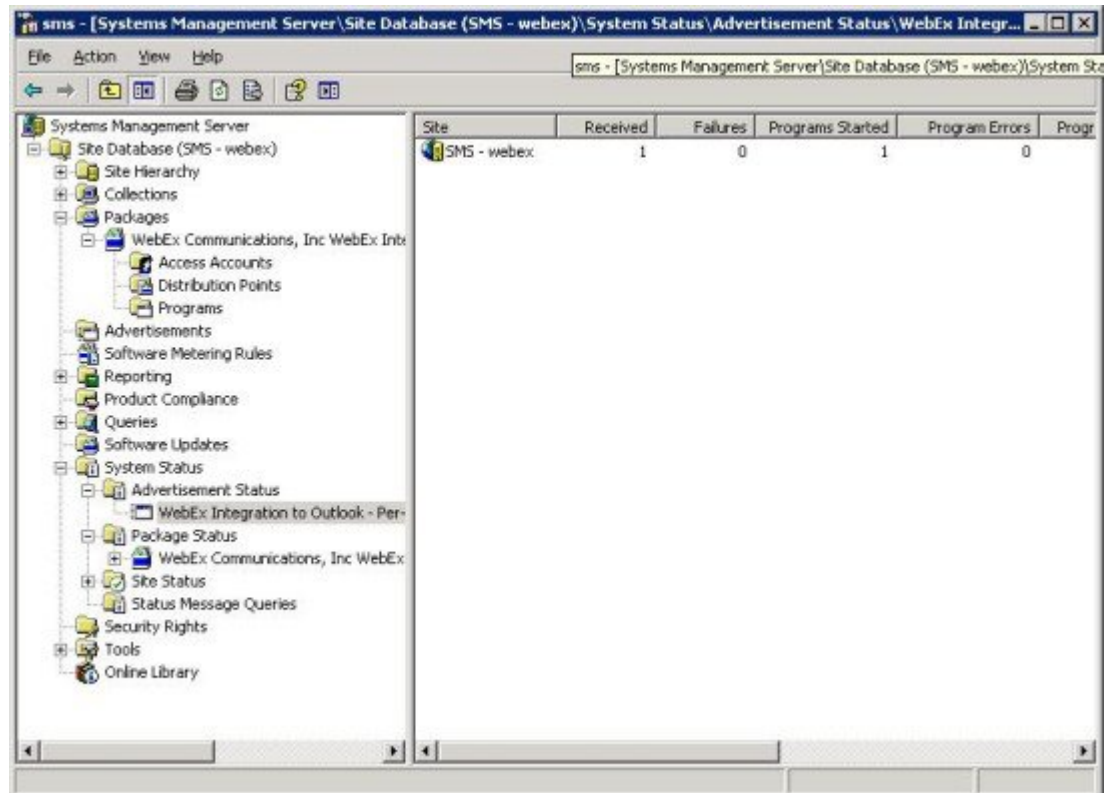 sms - [Systems Management Server\Site Database (SMS - webex)\System Status\Advertisement Status\WebEx Integr...
File Action View Help
sms - [Systems Management Server\Site Database (SMS - webex)\System Sta
Systems Management Server
Site Database (SMS - webex)
Site Hierarchy
Collections
Packages
WebEx Communications, Inc WebEx Inte
Access Accounts
Distribution Points
Programs
Advertisements
Software Metering Rules
Reporting
Product Compliance
Queries
Software Updates
System Status
Advertisement Status
WebEx Integration to Outlook - Per-
Package Status
WebEx Communications, Inc WebEx
Site Status
Status Message Queries
Security Rights
Tools
Online Library
Site Received Failures Programs Started Program Errors Progr
SMS - webex 1 0 1 0